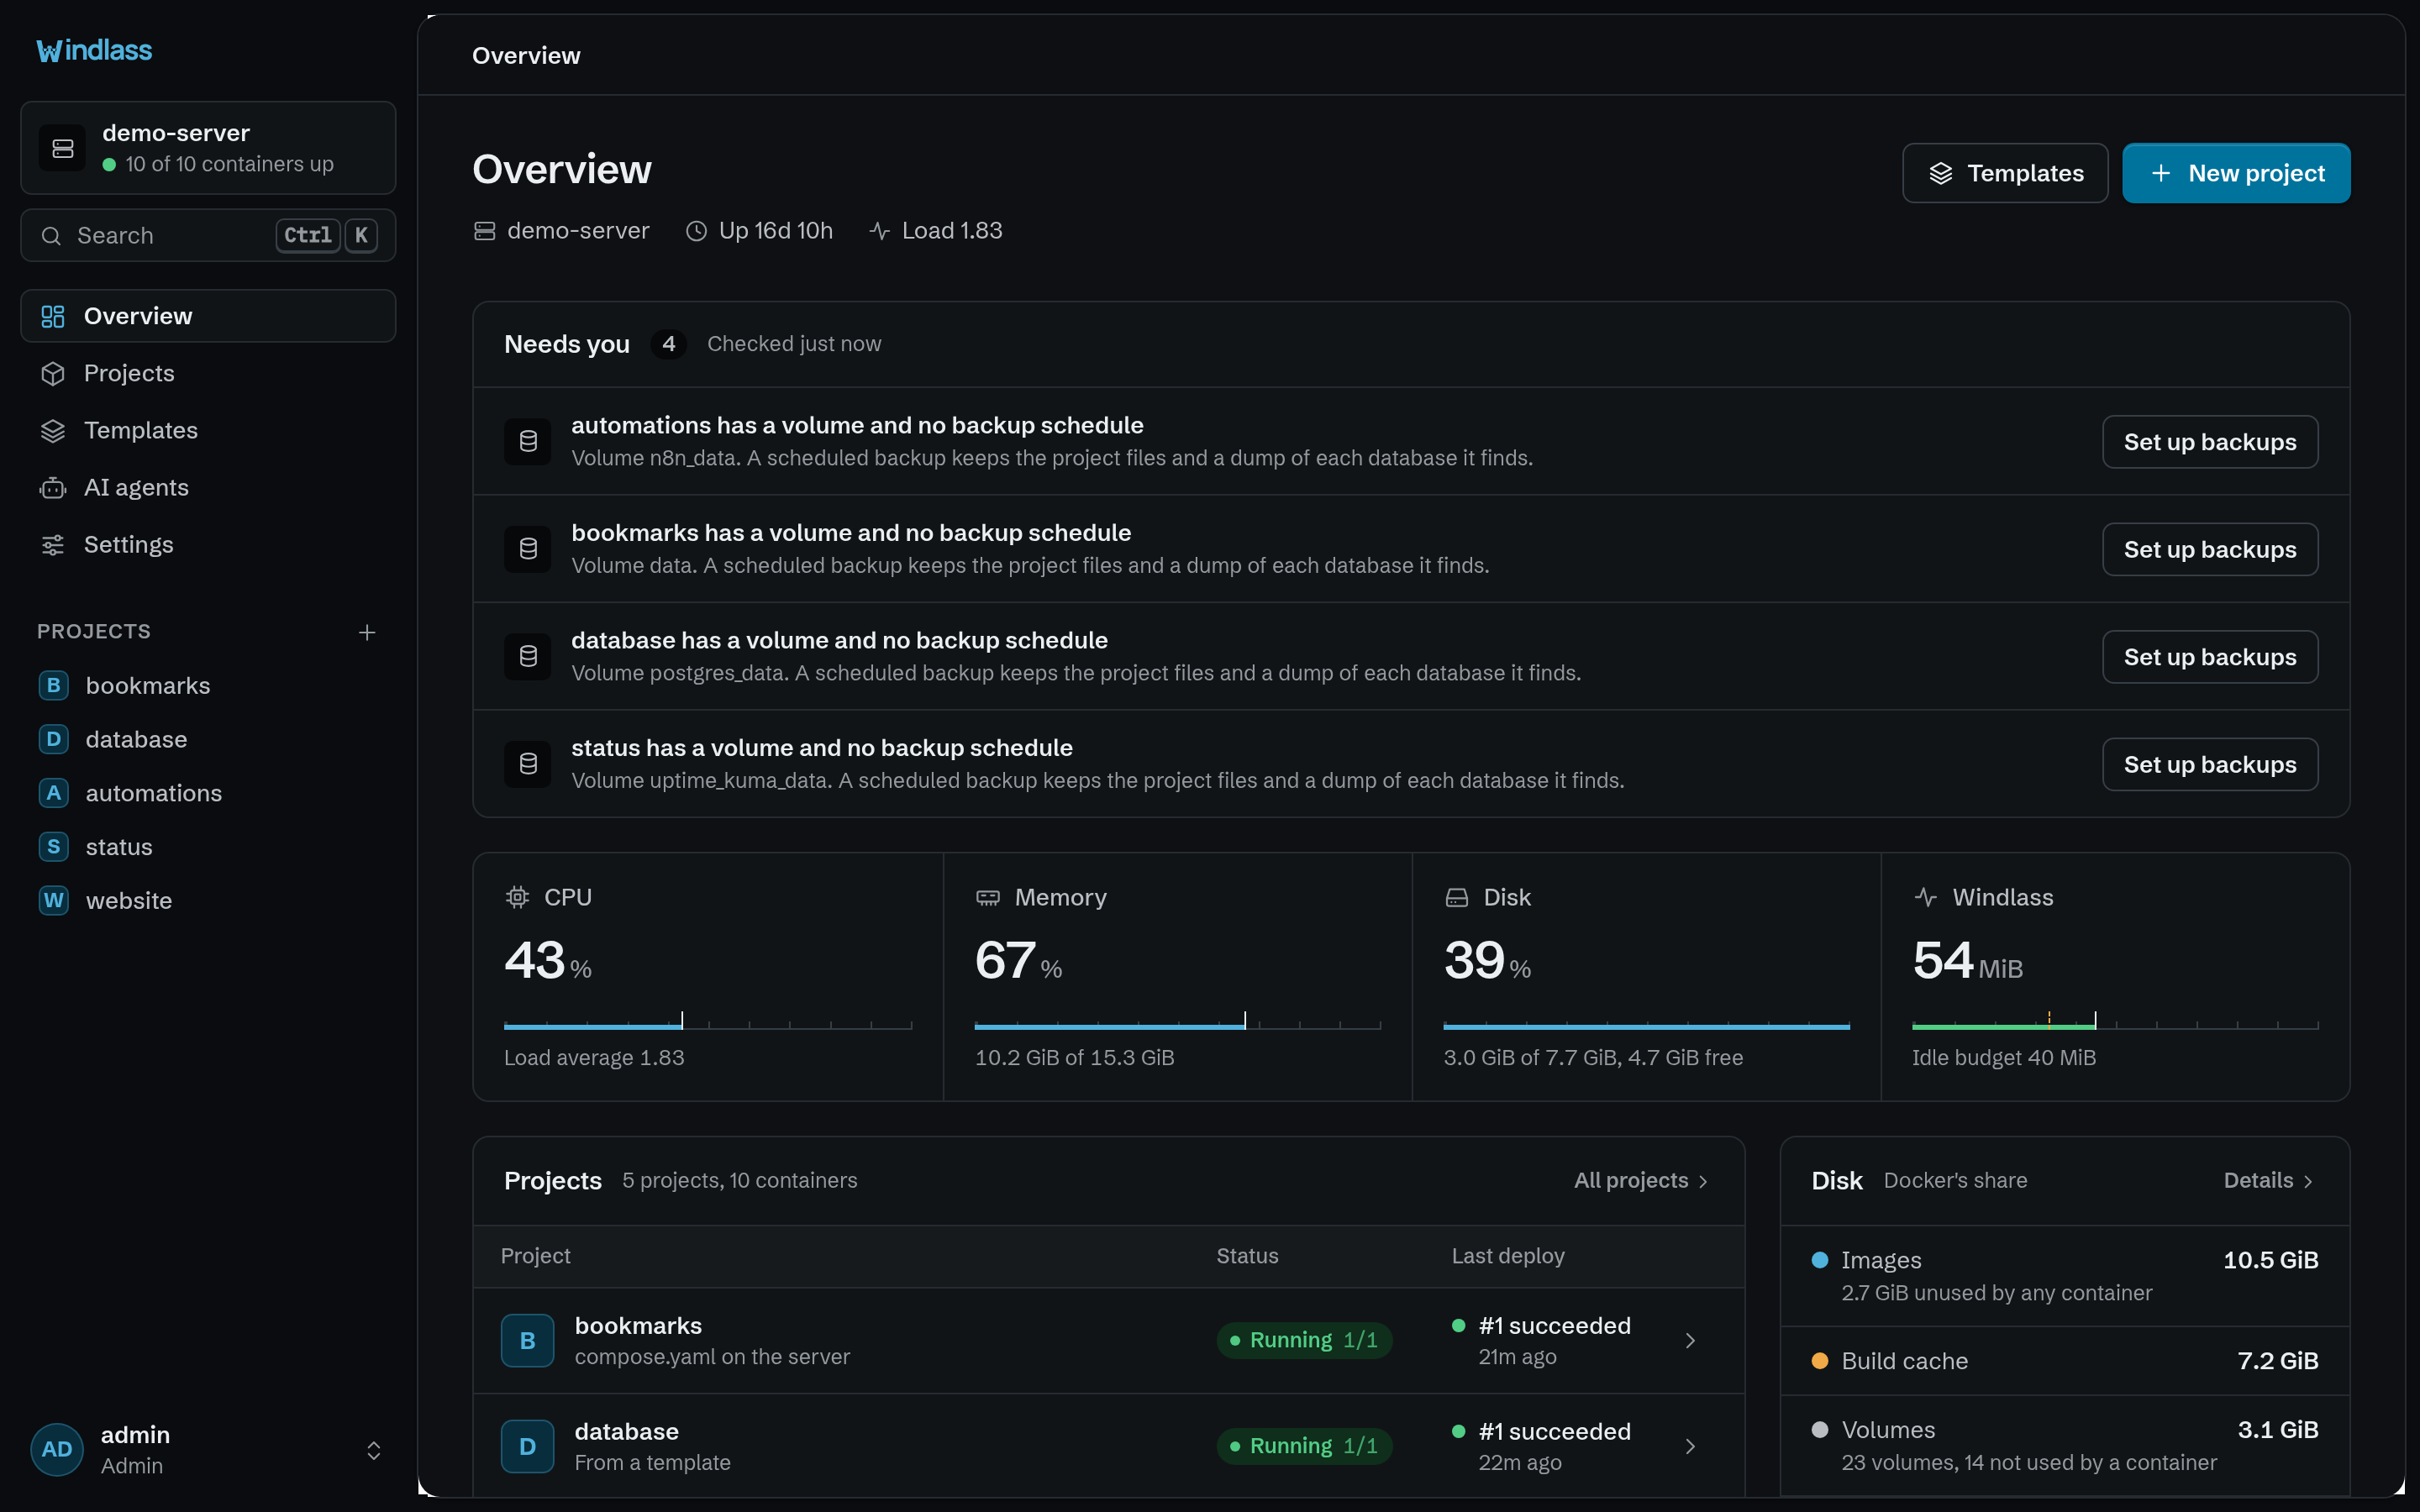 Windlass
demo-server
10 of 10 containers up
Search Ctrl K
Overview
Projects
Templates
AI agents
Settings
PROJECTS
B bookmarks
D database
A automations
S status
W website
AD admin
Admin
Overview
Overview
demo-server Up 16d 10h Load 1.83
Templates
New project
Needs you 4 Checked just now
automations has a volume and no backup schedule
Volume n8n_data. A scheduled backup keeps the project files and a dump of each database it finds.
Set up backups
bookmarks has a volume and no backup schedule
Volume data. A scheduled backup keeps the project files and a dump of each database it finds.
Set up backups
database has a volume and no backup schedule
Volume postgres_data. A scheduled backup keeps the project files and a dump of each database it finds.
Set up backups
status has a volume and no backup schedule
Volume uptime_kuma_data. A scheduled backup keeps the project files and a dump of each database it finds.
Set up backups
CPU
43 %
Load average 1.83
Memory
67 %
10.2 GiB of 15.3 GiB
Disk
39 %
3.0 GiB of 7.7 GiB, 4.7 GiB free
Windlass
54 MiB
Idle budget 40 MiB
Projects 5 projects, 10 containers All projects
Project Status Last deploy
B bookmarks Running 1/1 #1 succeeded
compose.yaml on the server 21m ago
D database Running 1/1 #1 succeeded
From a template 22m ago
Disk Docker's share Details
Images 10.5 GiB
2.7 GiB unused by any container
Build cache 7.2 GiB
Volumes 3.1 GiB
23 volumes, 14 not used by a container